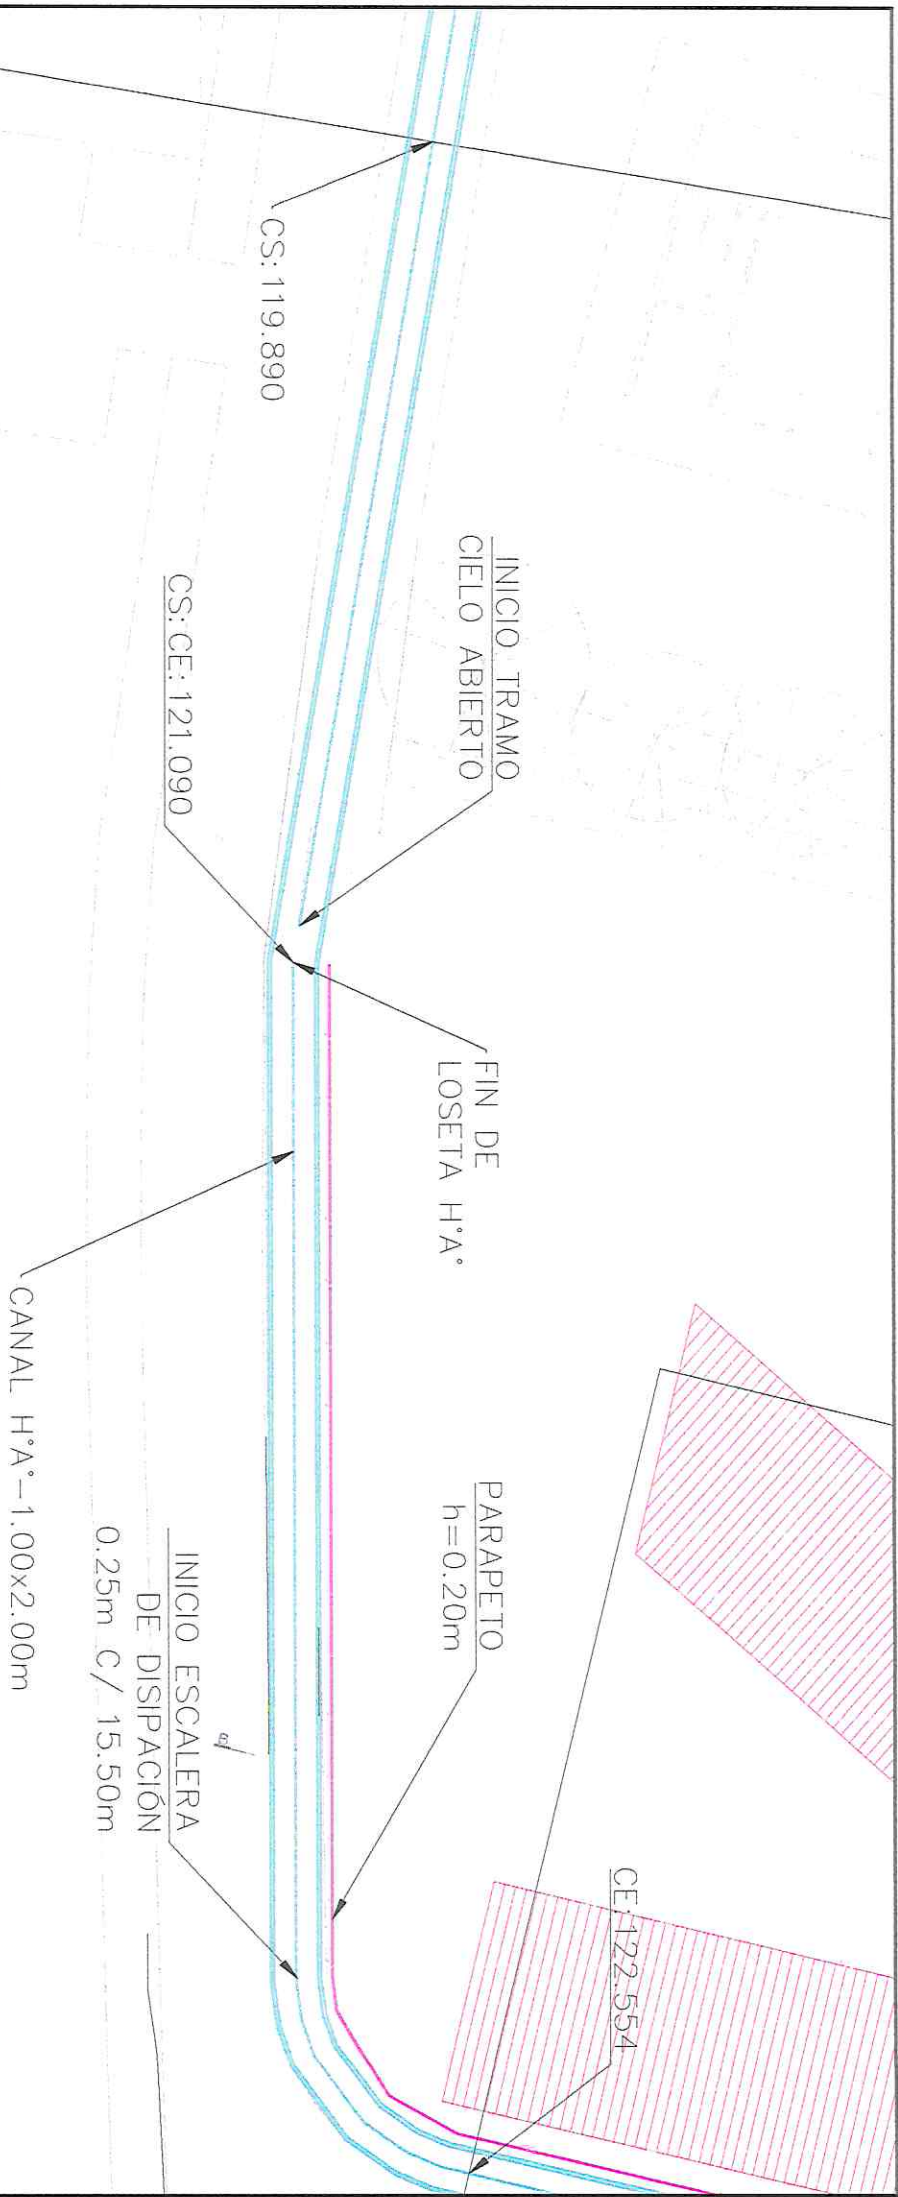 CS: 119.890
INICIO TRAMO
CIELO ABIERTO
CS: CE: 121.090
FIN DE
LOSETA H°A°
CANAL H°A°-1.00x2.00m
PARAPETO
h=0.20m
INICIO ESCALERA
DE DISIPACIÓN
0.25m C/ 15.50m
CE: 122.554